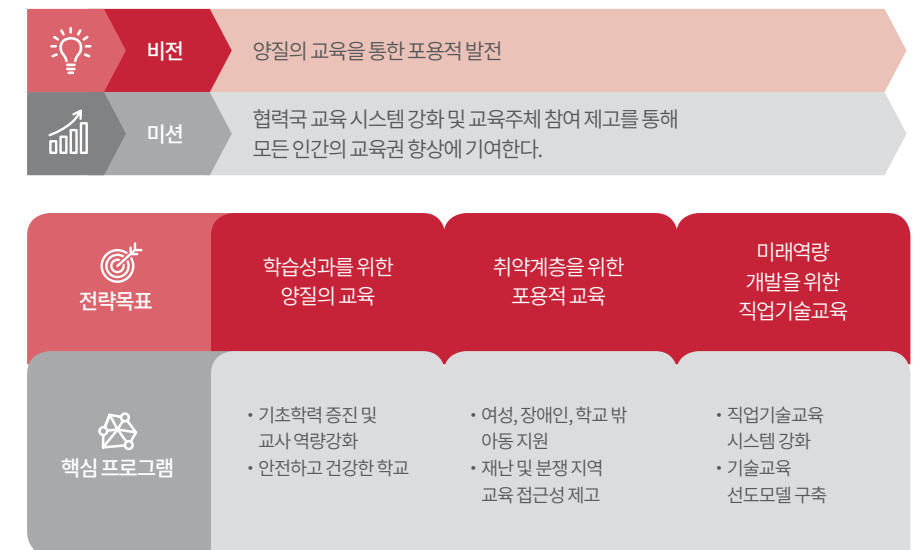 비전
양질의 교육을 통한 포용적 발전
미션
협력국 교육 시스템 강화 및 교육주체 참여 제고를 통해
모든 인간의 교육권 향상에 기여한다.
전략목표
학습성과를 위한
양질의 교육
취약계층을 위한
포용적 교육
미래역량
개발을 위한
직업기술교육
핵심 프로그램
• 기초학력 증진 및
교사 역량강화
• 안전하고 건강한 학교
• 여성, 장애인, 학교 밖
아동 지원
• 재난 및 분쟁 지역
교육 접근성 제고
• 직업기술교육
시스템 강화
• 기술교육
선도모델 구축